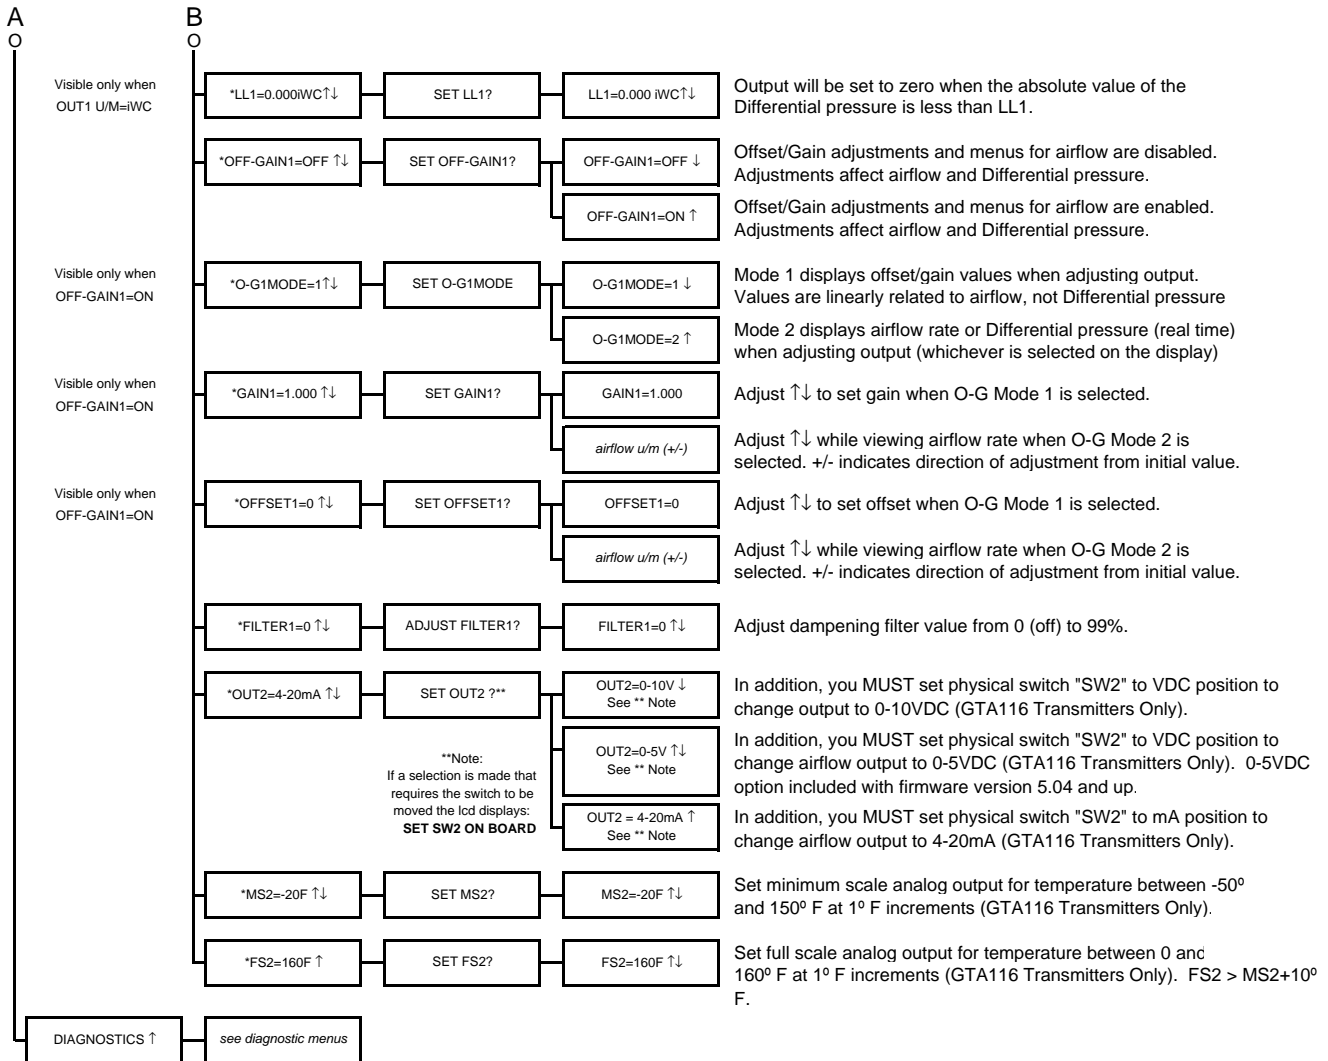 A
B
O
O
Visible only when
OUT1 U/M=iWC
*LL1=0.000iWC↑↓
SET LL1?
LL1=0.000 iWC↑↓
Output will be set to zero when the absolute value of the
Differential pressure is less than LL1.
*OFF-GAIN1=OFF ↑↓
SET OFF-GAIN1?
OFF-GAIN1=OFF ↓
Offset/Gain adjustments and menus for airflow are disabled.
Adjustments affect airflow and Differential pressure.
OFF-GAIN1=ON ↑
Offset/Gain adjustments and menus for airflow are enabled.
Adjustments affect airflow and Differential pressure.
Visible only when
OFF-GAIN1=ON
*O-G1MODE=1↑↓
SET O-G1MODE
O-G1MODE=1 ↓
Mode 1 displays offset/gain values when adjusting output.
Values are linearly related to airflow, not Differential pressure
O-G1MODE=2 ↑
Mode 2 displays airflow rate or Differential pressure (real time)
when adjusting output (whichever is selected on the display)
Visible only when
OFF-GAIN1=ON
*GAIN1=1.000 ↑↓
SET GAIN1?
GAIN1=1.000
Adjust ↑↓ to set gain when O-G Mode 1 is selected.
airflow u/m (+/-)
Adjust ↑↓ while viewing airflow rate when O-G Mode 2 is
selected. +/- indicates direction of adjustment from initial value.
Visible only when
OFF-GAIN1=ON
*OFFSET1=0 ↑↓
SET OFFSET1?
OFFSET1=0
Adjust ↑↓ to set offset when O-G Mode 1 is selected.
airflow u/m (+/-)
Adjust ↑↓ while viewing airflow rate when O-G Mode 2 is
selected. +/- indicates direction of adjustment from initial value.
*FILTER1=0 ↑↓
ADJUST FILTER1?
FILTER1=0 ↑↓
Adjust dampening filter value from 0 (off) to 99%.
*OUT2=4-20mA ↑↓
SET OUT2 ?**
OUT2=0-10V ↓
See ** Note
In addition, you MUST set physical switch "SW2" to VDC position to
change output to 0-10VDC (GTA116 Transmitters Only).
**Note:
If a selection is made that
requires the switch to be
moved the lcd displays:
SET SW2 ON BOARD
OUT2=0-5V ↑↓
See ** Note
In addition, you MUST set physical switch "SW2" to VDC position to
change airflow output to 0-5VDC (GTA116 Transmitters Only). 0-5VDC
option included with firmware version 5.04 and up.
OUT2 = 4-20mA ↑
See ** Note
In addition, you MUST set physical switch "SW2" to mA position to
change airflow output to 4-20mA (GTA116 Transmitters Only).
*MS2=-20F ↑↓
SET MS2?
MS2=-20F ↑↓
Set minimum scale analog output for temperature between -50º
and 150º F at 1º F increments (GTA116 Transmitters Only).
*FS2=160F ↑
SET FS2?
FS2=160F ↑↓
Set full scale analog output for temperature between 0 and
160º F at 1º F increments (GTA116 Transmitters Only). FS2 > MS2+10º
F.
DIAGNOSTICS ↑
see diagnostic menus